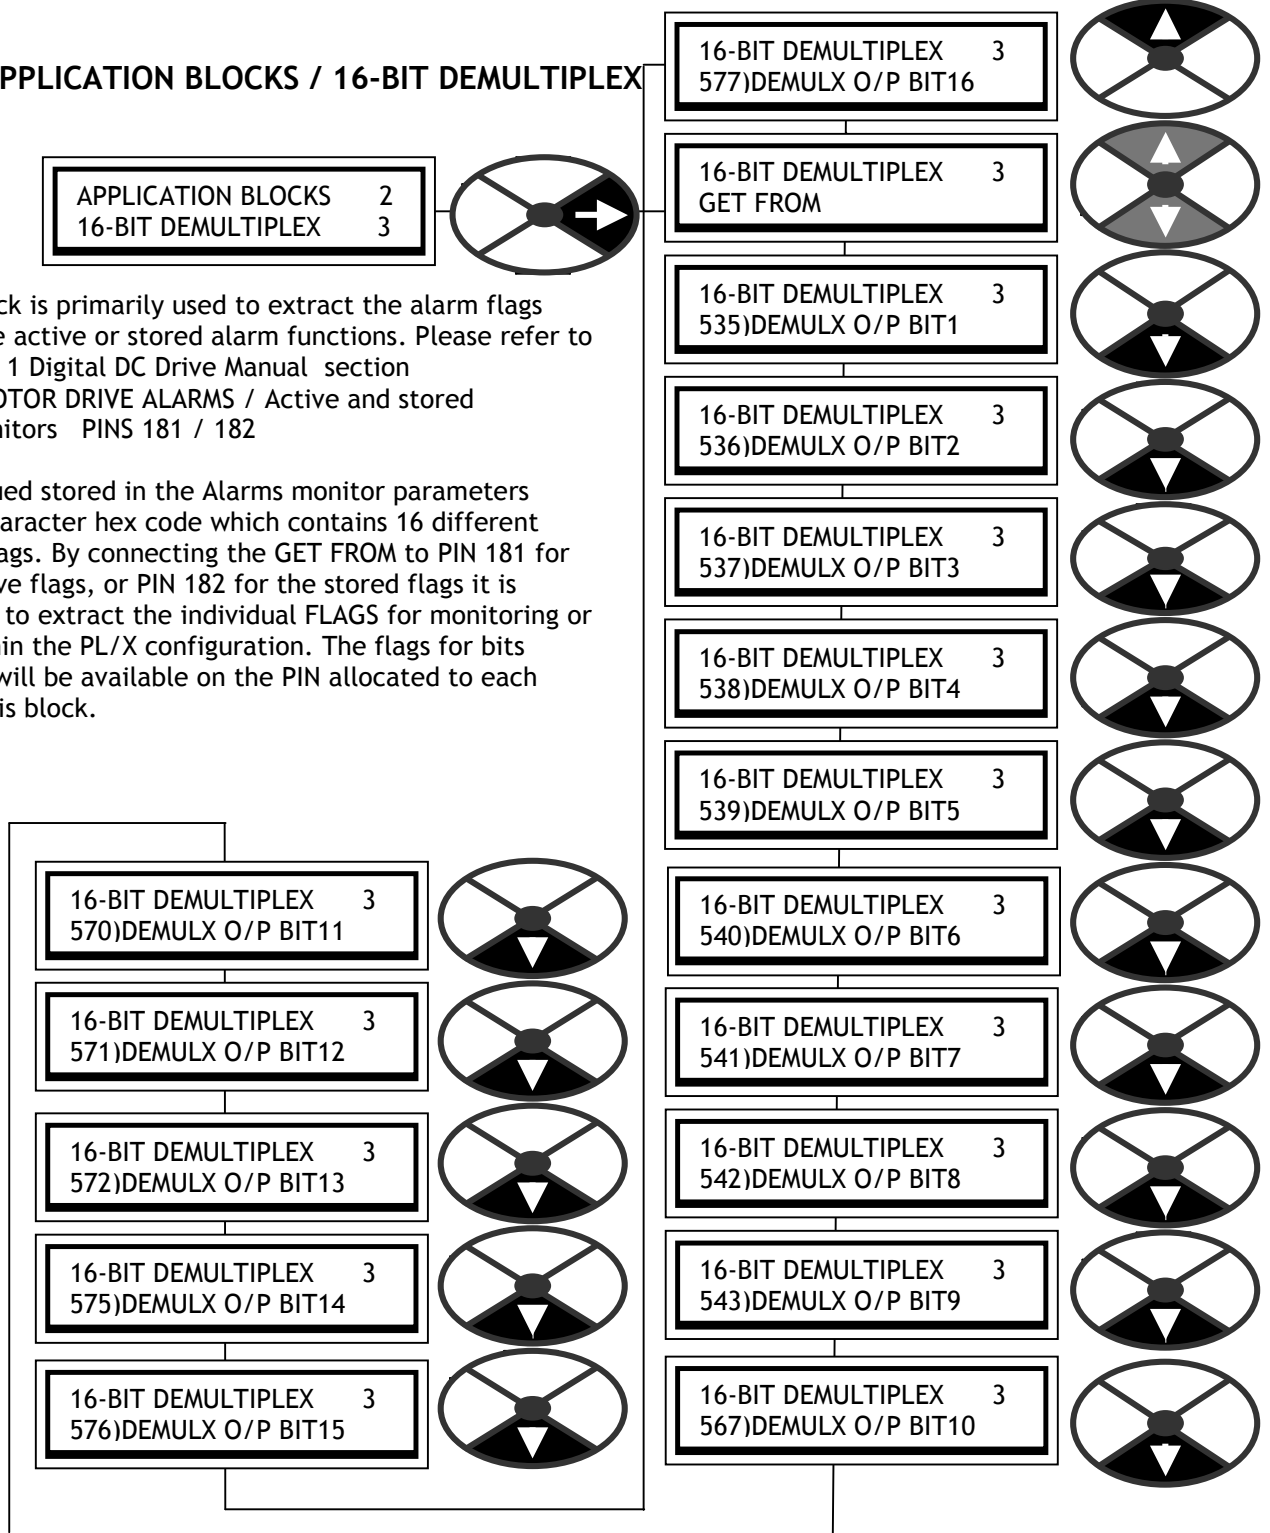 PPLICATION BLOCKS / 16-BIT DEMULTIPLEX
APPLICATION BLOCKS 2
16-BIT DEMULTIPLEX 3
ck is primarily used to extract the alarm flags
e active or stored alarm functions. Please refer to
1 Digital DC Drive Manual section
OTOR DRIVE ALARMS / Active and stored
nitors PINS 181 / 182
ued stored in the Alarms monitor parameters
aracter hex code which contains 16 different
lags. By connecting the GET FROM to PIN 181 for
ve flags, or PIN 182 for the stored flags it is
to extract the individual FLAGS for monitoring or
hin the PL/X configuration. The flags for bits
will be available on the PIN allocated to each
is block.
16-BIT DEMULTIPLEX 3
577)DEMULX O/P BIT16
16-BIT DEMULTIPLEX 3
GET FROM
16-BIT DEMULTIPLEX 3
535)DEMULX O/P BIT1
16-BIT DEMULTIPLEX 3
536)DEMULX O/P BIT2
16-BIT DEMULTIPLEX 3
537)DEMULX O/P BIT3
16-BIT DEMULTIPLEX 3
538)DEMULX O/P BIT4
16-BIT DEMULTIPLEX 3
539)DEMULX O/P BIT5
16-BIT DEMULTIPLEX 3
540)DEMULX O/P BIT6
16-BIT DEMULTIPLEX 3
541)DEMULX O/P BIT7
16-BIT DEMULTIPLEX 3
542)DEMULX O/P BIT8
16-BIT DEMULTIPLEX 3
543)DEMULX O/P BIT9
16-BIT DEMULTIPLEX 3
567)DEMULX O/P BIT10
16-BIT DEMULTIPLEX 3
570)DEMULX O/P BIT11
16-BIT DEMULTIPLEX 3
571)DEMULX O/P BIT12
16-BIT DEMULTIPLEX 3
572)DEMULX O/P BIT13
16-BIT DEMULTIPLEX 3
575)DEMULX O/P BIT14
16-BIT DEMULTIPLEX 3
576)DEMULX O/P BIT15